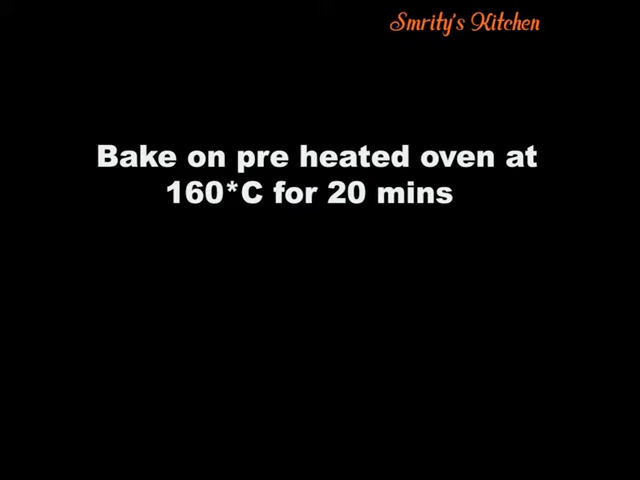 Smrity's Kitchen
Bake on pre heated oven at
160*C for 20 mins